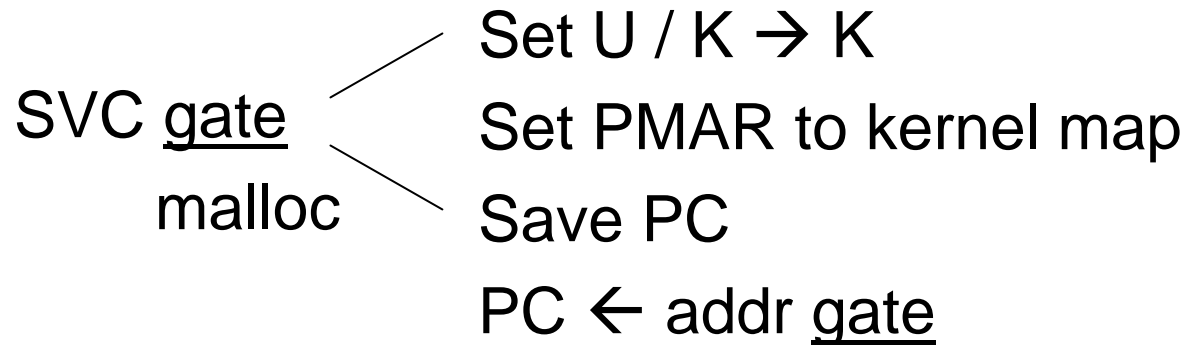 Set U / K → K
SVC gate
Set PMAR to kernel map
malloc
Save PC
PC ← addr gate